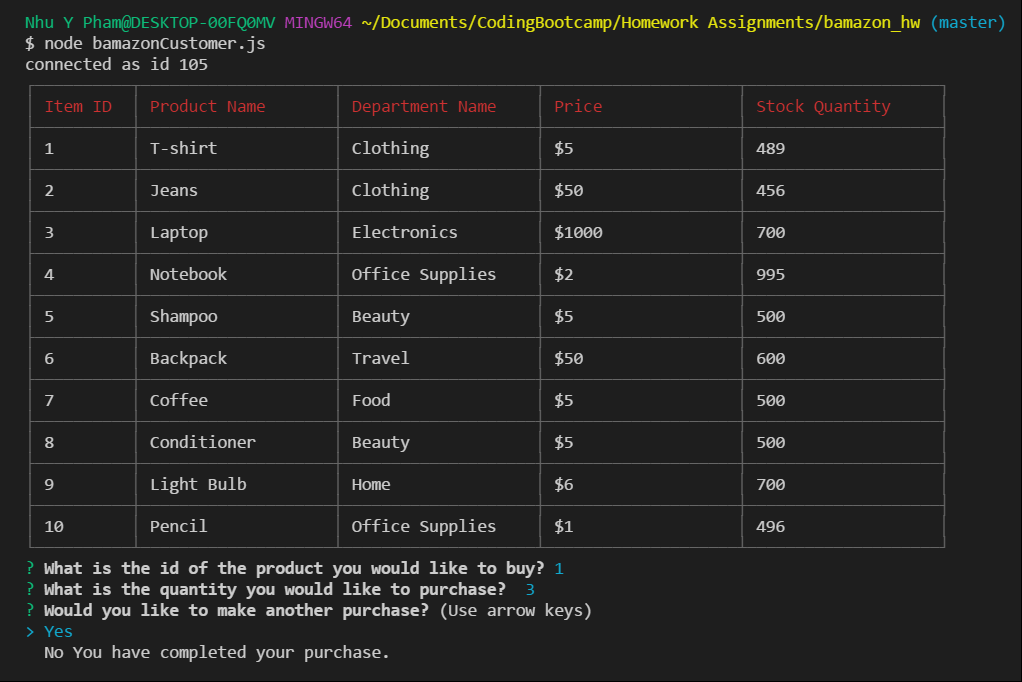 Nhu Y Pham@DESKTOP-00FQ0MV MINGW64 ~/Documents/CodingBootcamp/Homework Assignments/bamazon_hw (master)
$ node bamazonCustomer.js
connected as id 105
Item ID Product Name Department Name Price Stock Quantity
1 T-shirt Clothing $5 489
2 Jeans Clothing $50 456
3 Laptop Electronics $1000 700
4 Notebook Office Supplies $2 995
5 Shampoo Beauty $5 500
6 Backpack Travel $50 600
7 Coffee Food $5 500
8 Conditioner Beauty $5 500
9 Light Bulb Home $6 700
10 Pencil Office Supplies $1 496
? What is the id of the product you would like to buy? 1
? What is the quantity you would like to purchase?  3
? Would you like to make another purchase? (Use arrow keys)
> Yes
No You have completed your purchase.